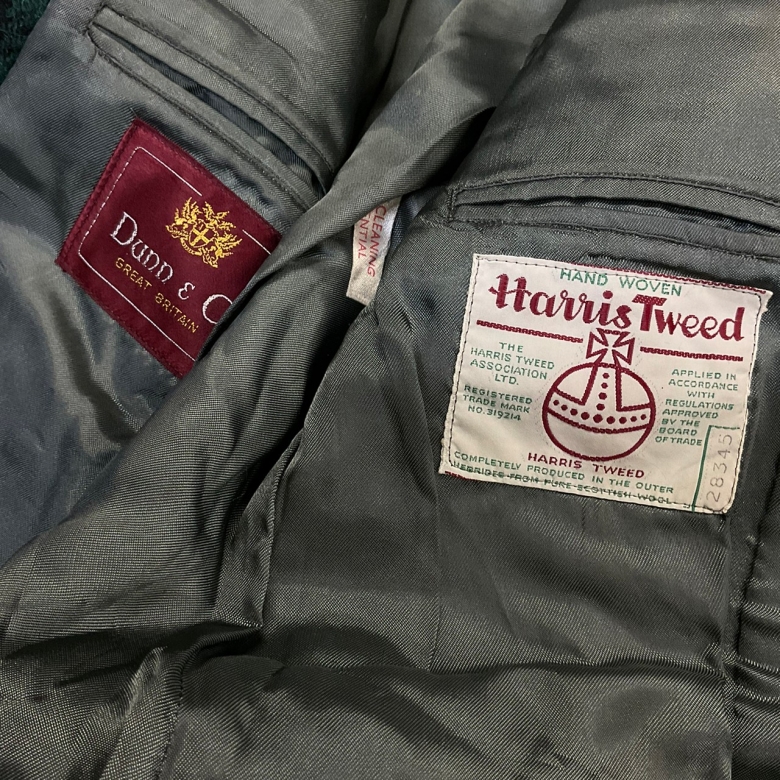 Dunn & C
GREAT BRITAIN
CLEANING
ENTIAL
HAND WOVEN
Harris Tweed
THE
HARRIS TWEED
ASSOCIATION
LTD.
REGISTERED
TRADE MARK
NO. 319214
APPLIED IN
ACCORDANCE
WITH
REGULATIONS
APPROVED
BY THE
BOARD
OF TRADE
HARRIS TWEED
COMPLETELY PRODUCED IN THE OUTER
HEBRIDES FROM PURE SCOTTISH WOOL
28345